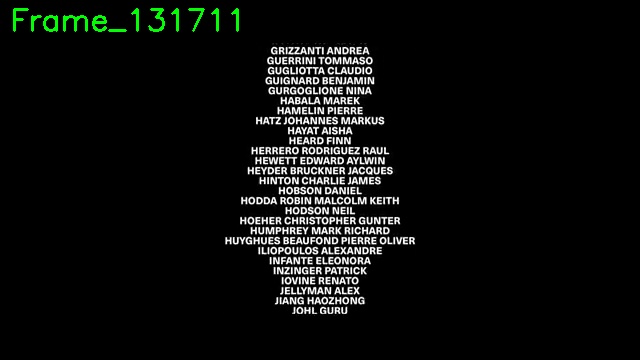 Frame_131711
GRIZZANTI ANDREA
GUERRINI TOMMASO
GUGLIOTTA CLAUDIO
GUIGNARD BENJAMIN
GURGOGLIONE NINA
HABALA MAREK
HAMELIN PIERRE
HATZ JOHANNES MARKUS
HAYAT AISHA
HEARD FINN
HERRERO RODRIGUEZ RAUL
HEWETT EDWARD AYLWIN
HEYDER BRUCKNER JACQUES
HINTON CHARLIE JAMES
HOBSON DANIEL
HODDA ROBIN MALCOLM KEITH
HODSON NEIL
HOEHER CHRISTOPHER GUNTER
HUMPHREY MARK RICHARD
HUYGHUES BEAUFOND PIERRE OLIVER
ILIOPOULOS ALEXANDRE
INFANTE ELEONORA
INZINGER PATRICK
IOVINE RENATO
JELLYMAN ALEX
JIANG HAOZHONG
JOHL GURU